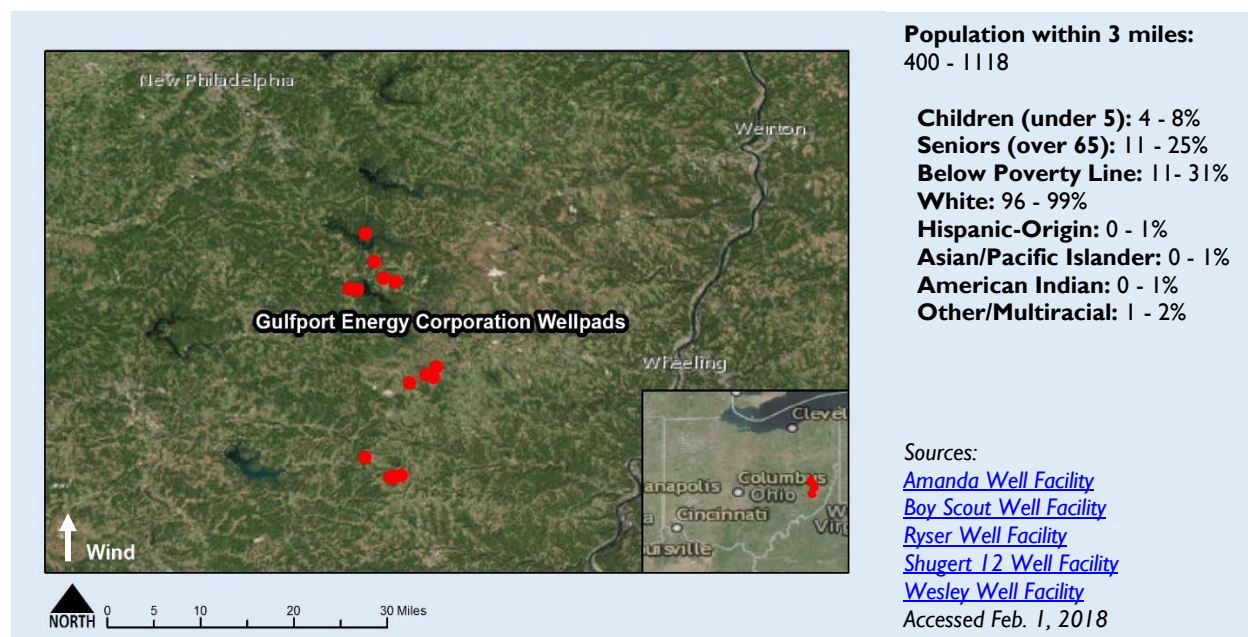 New Philadelphia
Weirton
Gulfport Energy Corporation Wellpads
Wheeling
Wind
Clevel
anapolis
Columbus
Ohio
Cincinnati
W
Virg
a
ouisville
NORTH
0 5 10 20 30 Miles
Population within 3 miles:
400 - 1118
Children (under 5): 4 - 8%
Seniors (over 65): 11 - 25%
Below Poverty Line: 11- 31%
White: 96 - 99%
Hispanic-Origin: 0 - 1%
Asian/Pacific Islander: 0 - 1%
American Indian: 0 - 1%
Other/Multiracial: 1 - 2%
Sources:
Amanda Well Facility
Boy Scout Well Facility
Ryser Well Facility
Shugert 12 Well Facility
Wesley Well Facility
Accessed Feb. 1, 2018